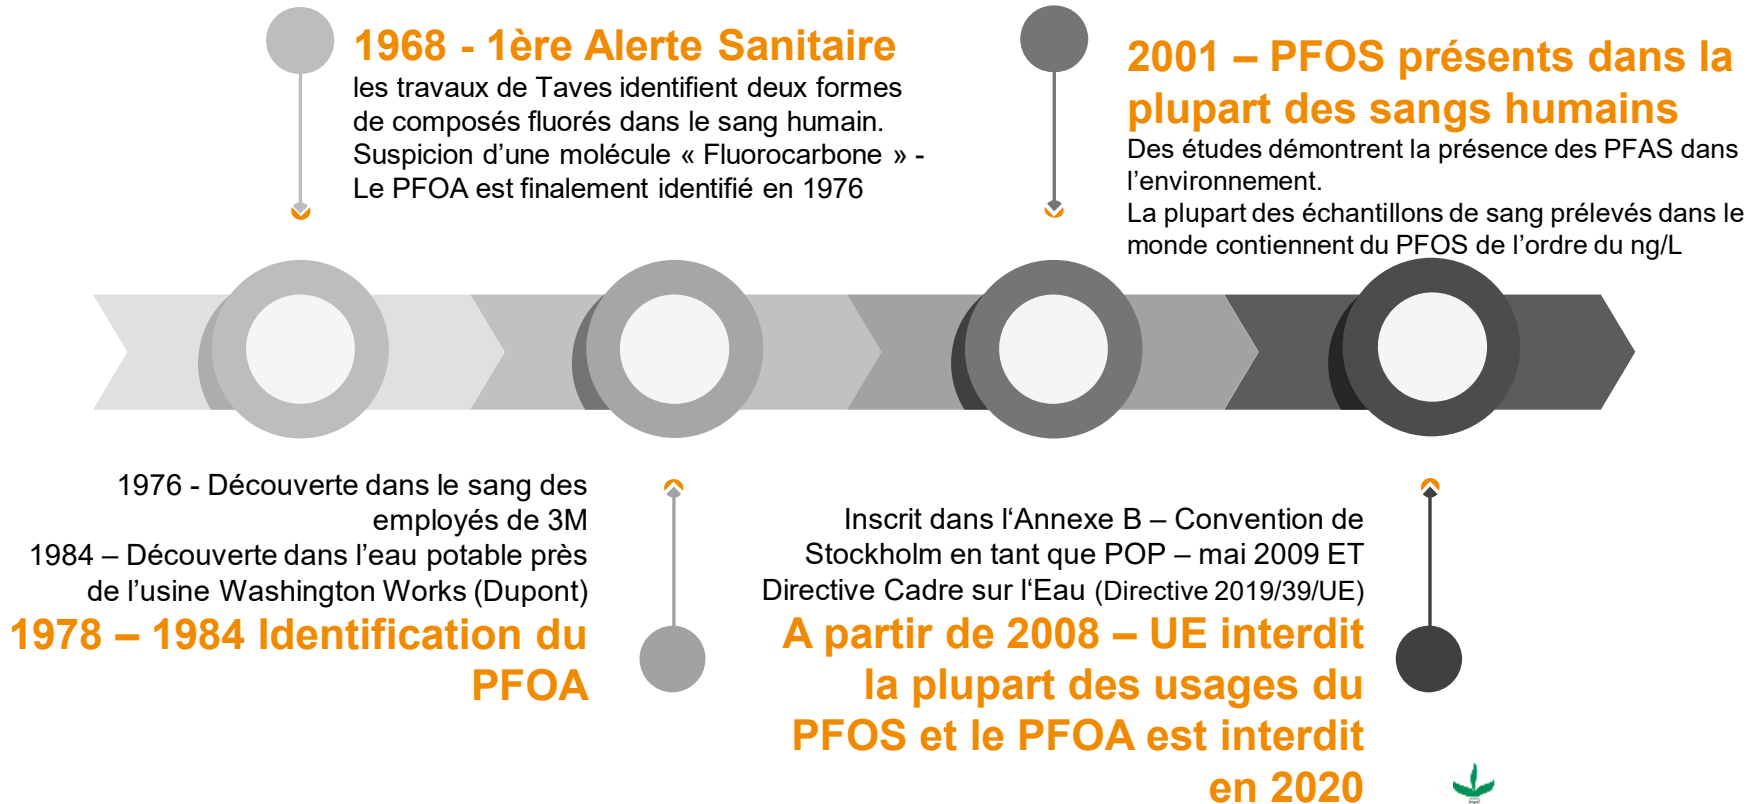 1968 - 1ère Alerte Sanitaire
les travaux de Taves identifient deux formes
de composés fluorés dans le sang humain.
Suspicion d’une molécule « Fluorocarbone » -
Le PFOA est finalement identifié en 1976
2001 – PFOS présents dans la
plupart des sangs humains
Des études démontrent la présence des PFAS dans
l’environnement.
La plupart des échantillons de sang prélevés dans le
monde contiennent du PFOS de l’ordre du ng/L
1976 - Découverte dans le sang des
employés de 3M
1984 – Découverte dans l’eau potable près
de l’usine Washington Works (Dupont)
1978 – 1984 Identification du
PFOA
Inscrit dans l‘Annexe B – Convention de
Stockholm en tant que POP – mai 2009 ET
Directive Cadre sur l‘Eau (Directive 2019/39/UE)
A partir de 2008 – UE interdit
la plupart des usages du
PFOS et le PFOA est interdit
en 2020